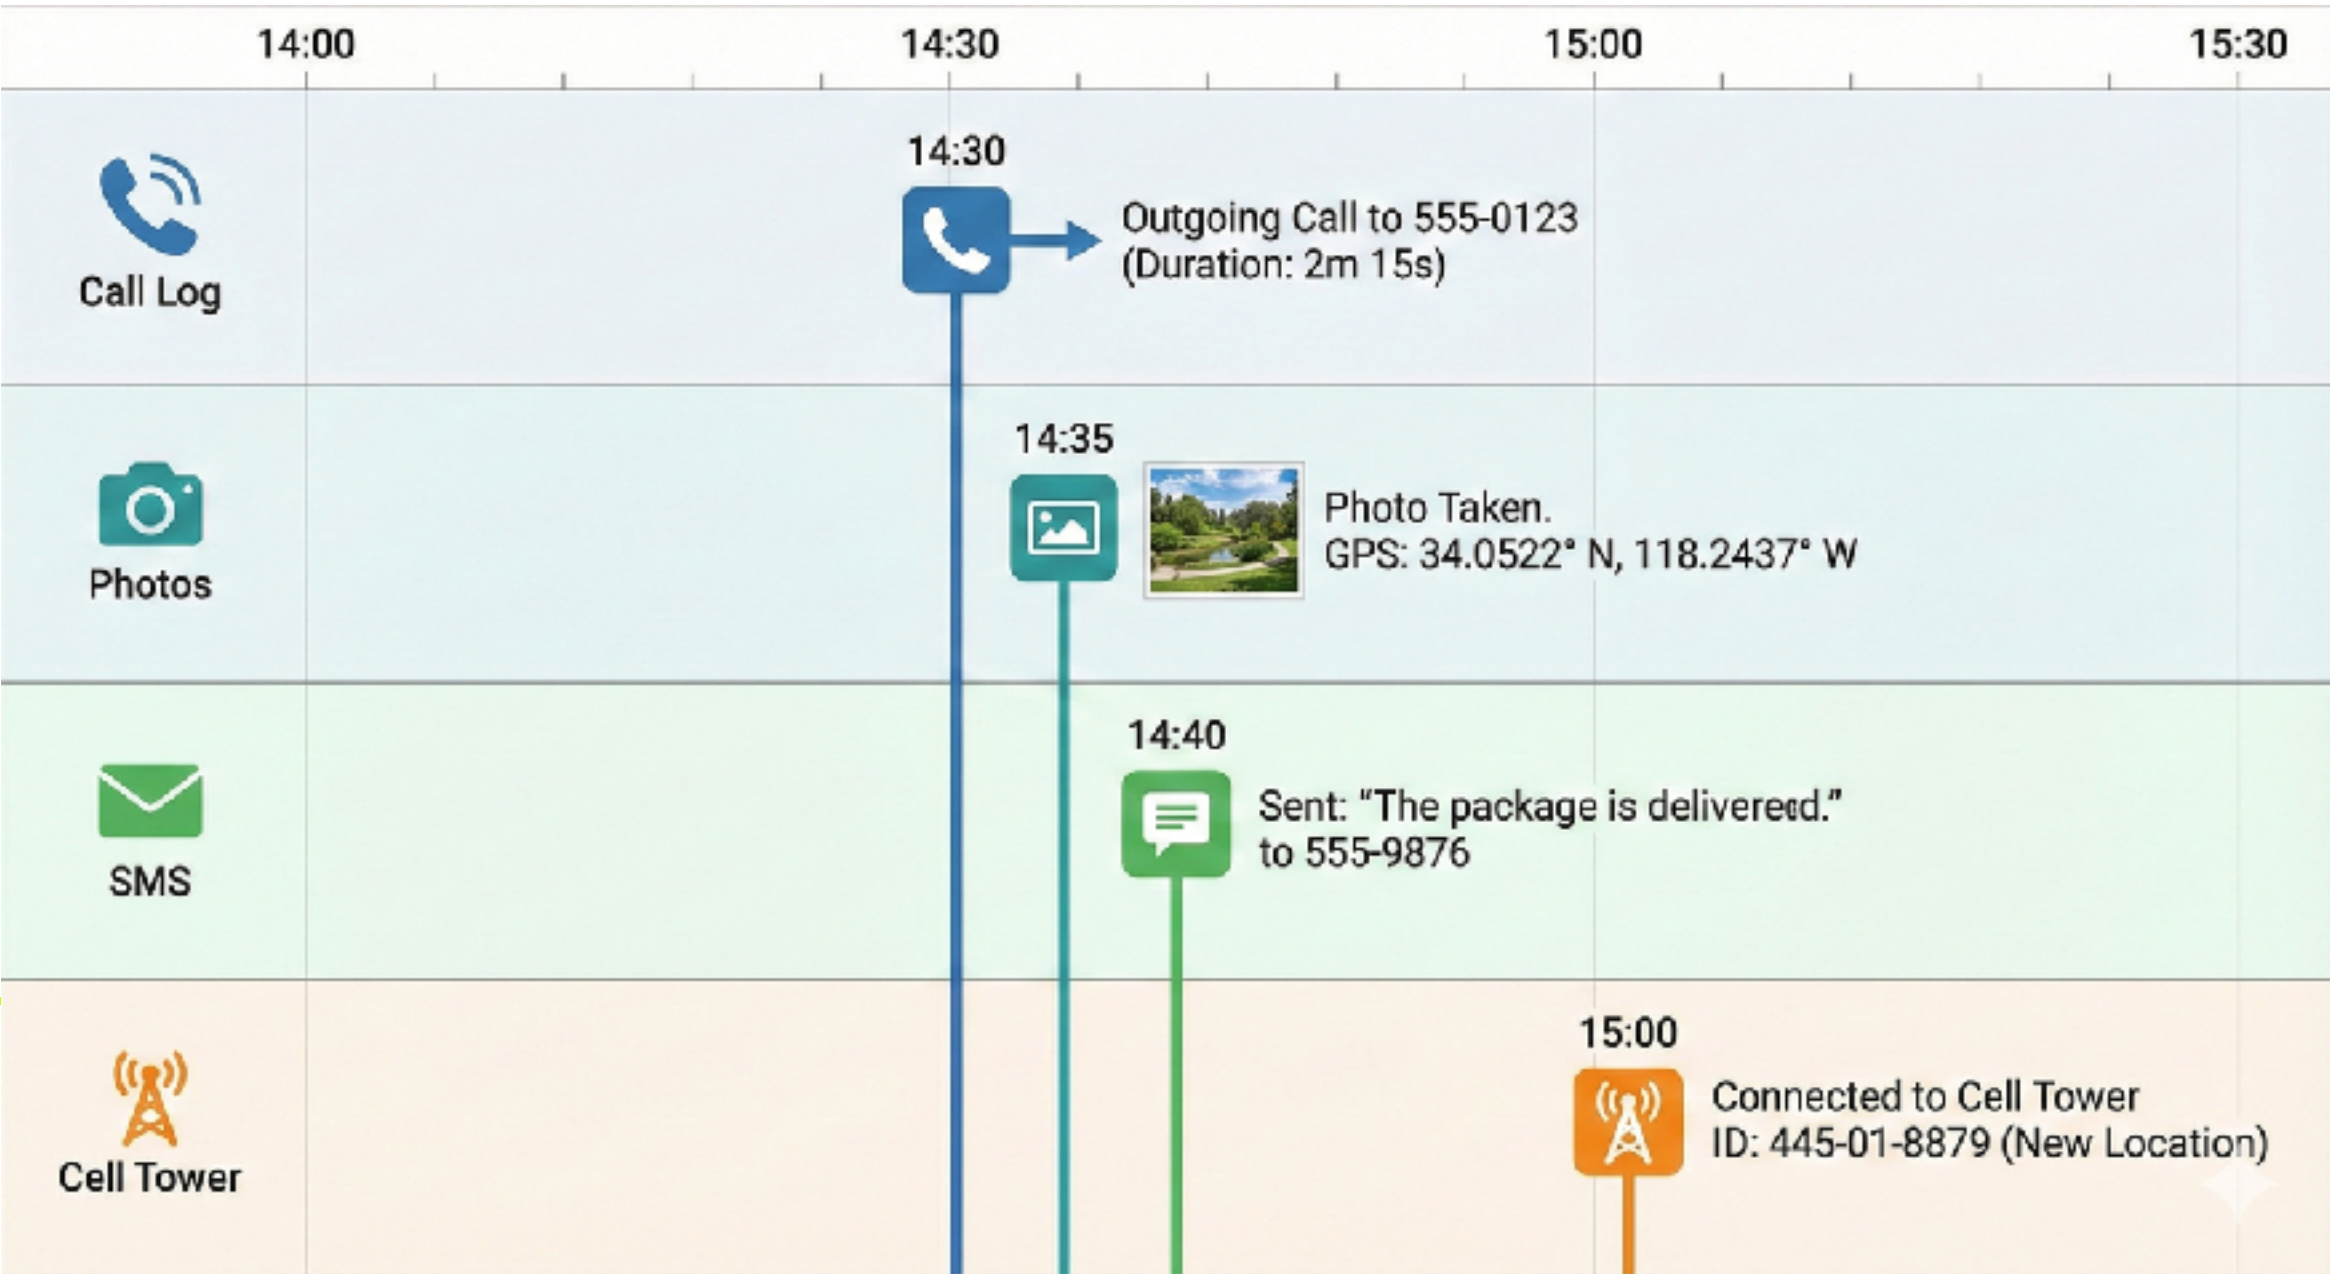 14:00 14:30 15:00 15:30
14:30
Outgoing Call to 555-0123
(Duration: 2m 15s)
Call Log
14:35
Photo Taken.
GPS: 34.0522° N, 118.2437° W
Photos
14:40
Sent: “The package is delivered.”
to 555-9876
SMS
15:00
Connected to Cell Tower
ID: 445-01-8879 (New Location)
Cell Tower